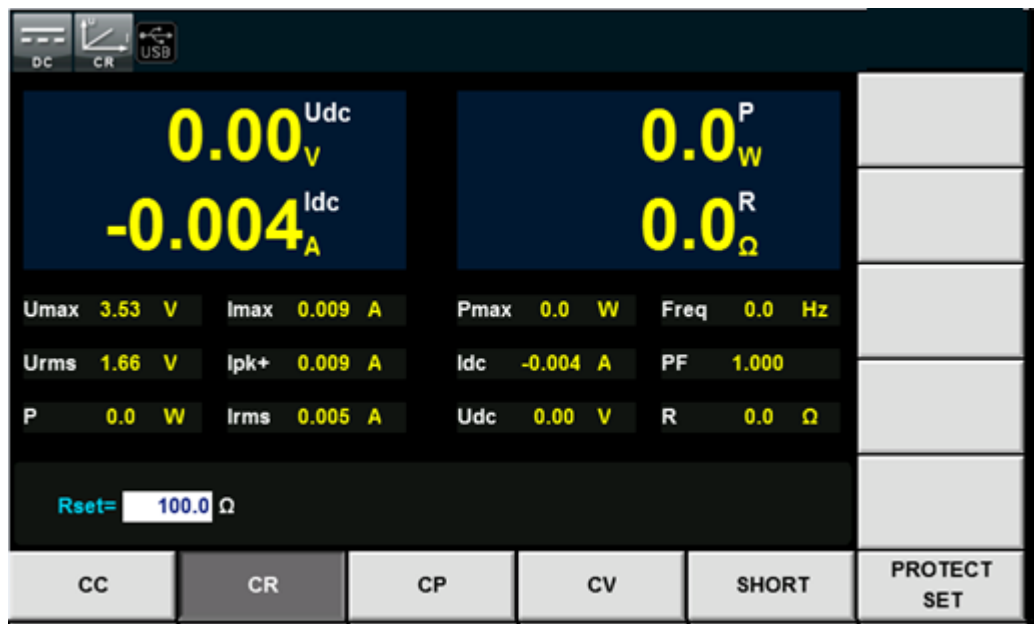 DC CR USB
0.00 Udc V
-0.004 Idc A
0.0 P W
0.0 R Ω
Umax 3.53 V Imax 0.009 A Pmax 0.0 W Freq 0.0 Hz
Urms 1.66 V Ipk+ 0.009 A Idc -0.004 A PF 1.000
P 0.0 W Irms 0.005 A Udc 0.00 V R 0.0 Ω
Rset= 100.0 Ω
CC CR CP CV SHORT PROTECT SET